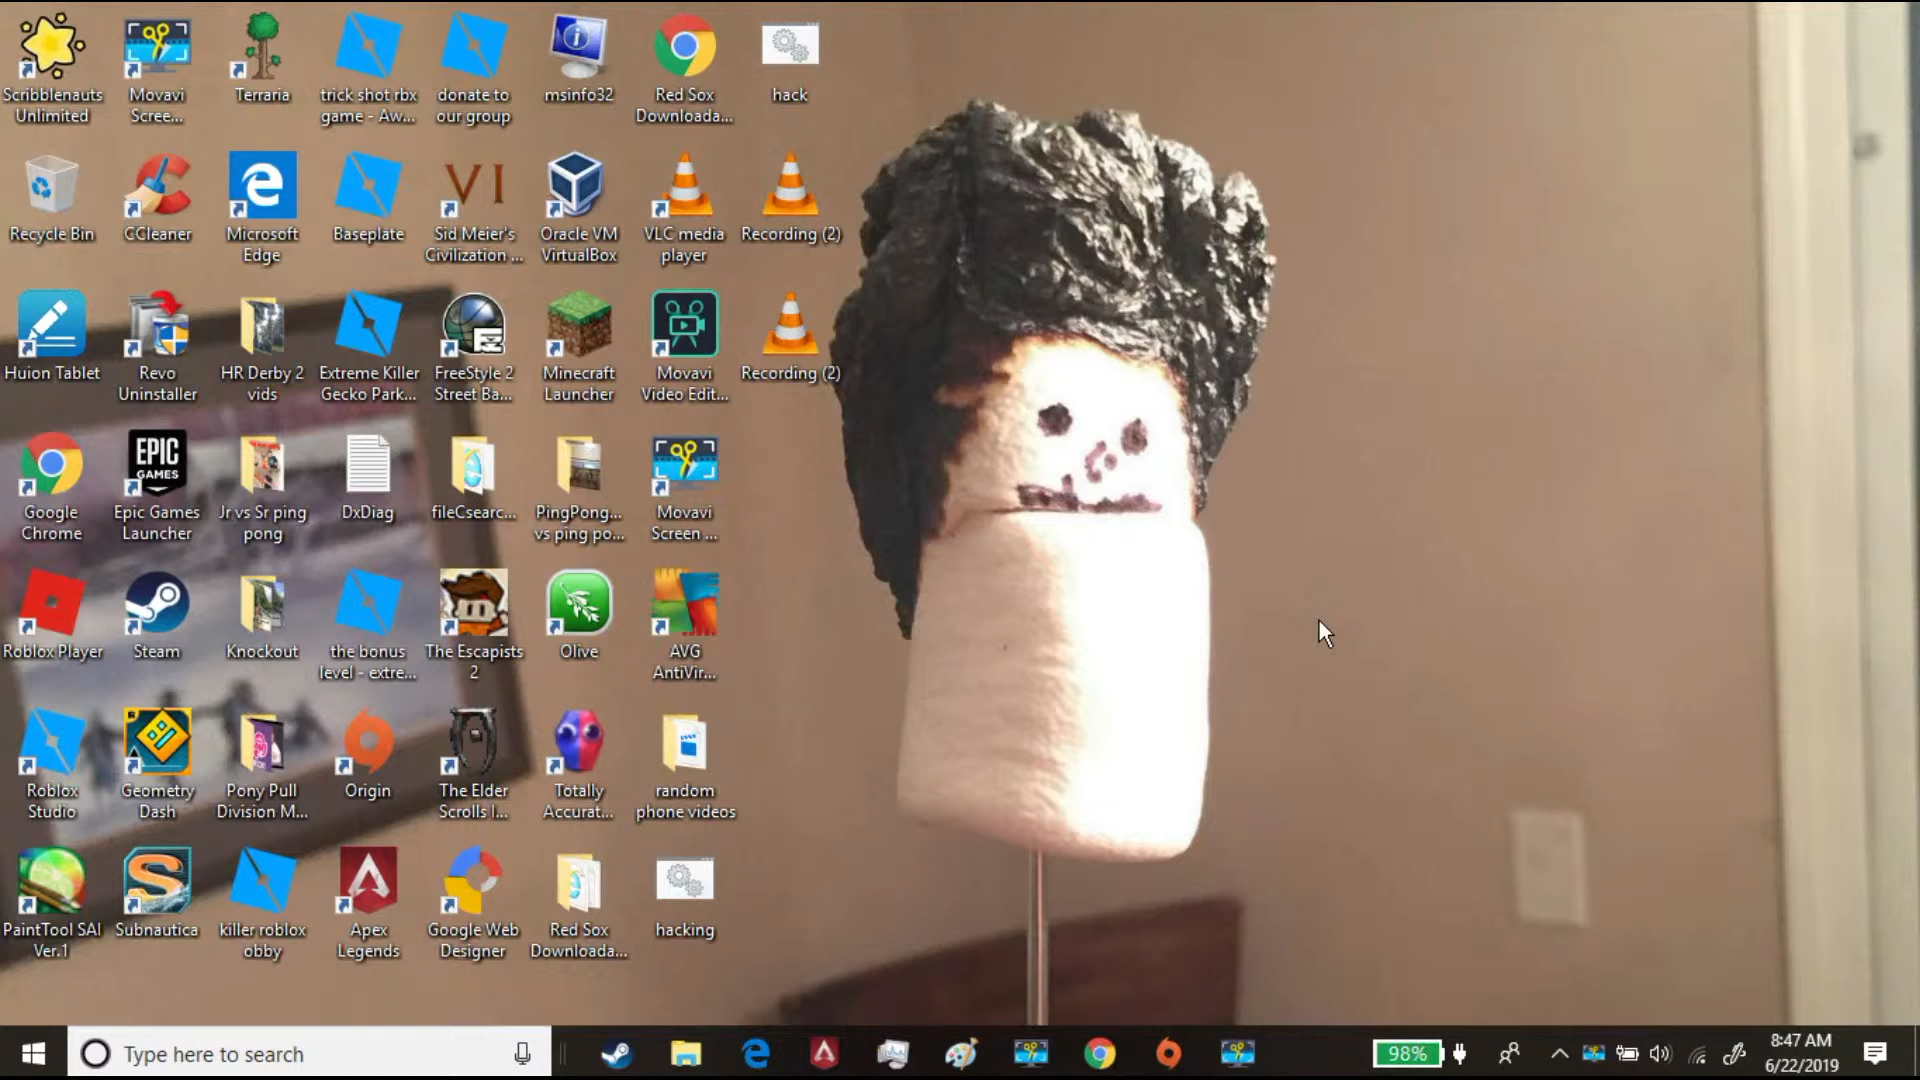 Scribblenauts
Unlimited
Movavi
Scree...
Terraria
trick shot rbx
game - Aw...
donate to
our group
msinfo32
Red Sox
Downloada...
hack
Recycle Bin
CCleaner
Microsoft
Edge
Baseplate
VI
Sid Meier's
Civilization ...
Oracle VM
VirtualBox
VLC media
player
Recording (2)
Huion Tablet
Revo
Uninstaller
HR Derby 2
vids
Extreme Killer
Gecko Park...
FreeStyle 2
Street Ba...
Minecraft
Launcher
Movavi
Video Edit...
Recording (2)
Google
Chrome
EPIC
GAMES
Epic Games
Launcher
Jr vs Sr ping
pong
DxDiag
fileCsearc...
PingPong...
vs ping po...
Movavi
Screen ...
Roblox Player
Steam
Knockout
the bonus
level - extre...
The Escapists
2
Olive
AVG
AntiVir...
Roblox
Studio
Geometry
Dash
Pony Pull
Division M...
Origin
The Elder
Scrolls I...
Totally
Accurat...
random
phone videos
PaintTool SAI
Ver.1
Subnautica
killer roblox
obby
Apex
Legends
Google Web
Designer
Red Sox
Downloada...
hacking
Type here to search
98%
8:47 AM
6/22/2019